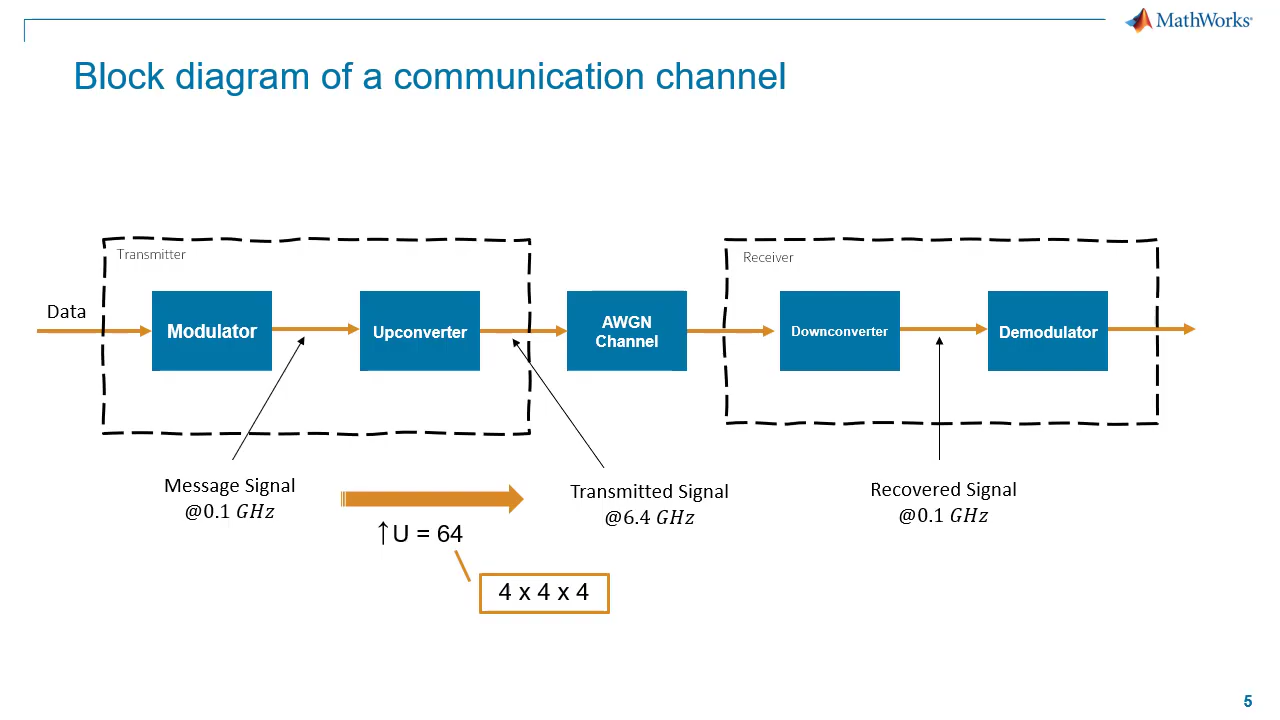 MathWorks®
Block diagram of a communication channel
Transmitter
Receiver
Data
Modulator
Upconverter
AWGN
Channel
Downconverter
Demodulator
Message Signal
@0.1 GHz
↑U = 64
4 x 4 x 4
Transmitted Signal
@6.4 GHz
Recovered Signal
@0.1 GHz
5